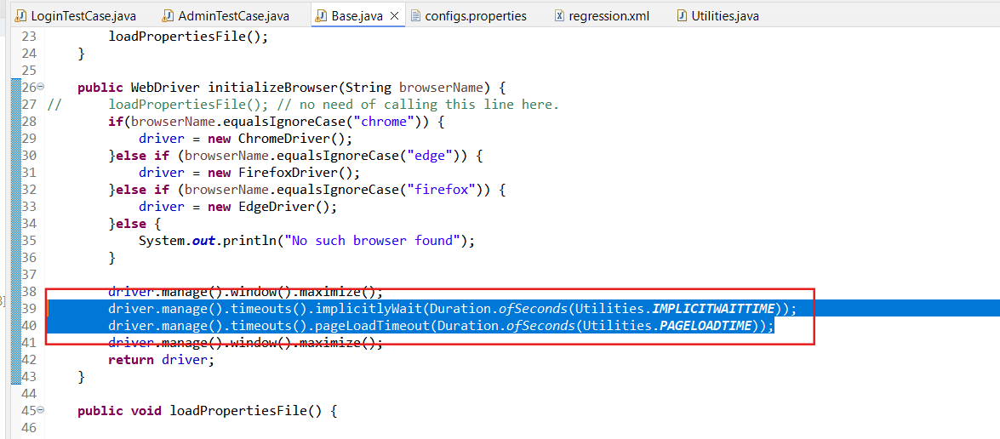 LoginTestCase.java AdminTestCase.java Base.java configs.properties regression.xml Utilities.java
23 loadPropertiesFile();
24 }
25
26 public WebDriver initializeBrowser(String browserName) {
27 // loadPropertiesFile(); // no need of calling this line here.
28 if(browserName.equalsIgnoreCase("chrome")) {
29 driver = new ChromeDriver();
30 }else if (browserName.equalsIgnoreCase("edge")) {
31 driver = new FirefoxDriver();
32 }else if (browserName.equalsIgnoreCase("firefox")) {
33 driver = new EdgeDriver();
34 }else {
35 System.out.println("No such browser found");
36 }
37
38 driver.manage().window().maximize();
39 driver.manage().timeouts().implicitlyWait(Duration.ofSeconds(Utilities.IMPLICITWAITTIME));
40 driver.manage().timeouts().pageLoadTimeout(Duration.ofSeconds(Utilities.PAGELOADTIME));
41 driver.manage().window().maximize();
42 return driver;
43 }
44
45 public void loadPropertiesFile() {
46